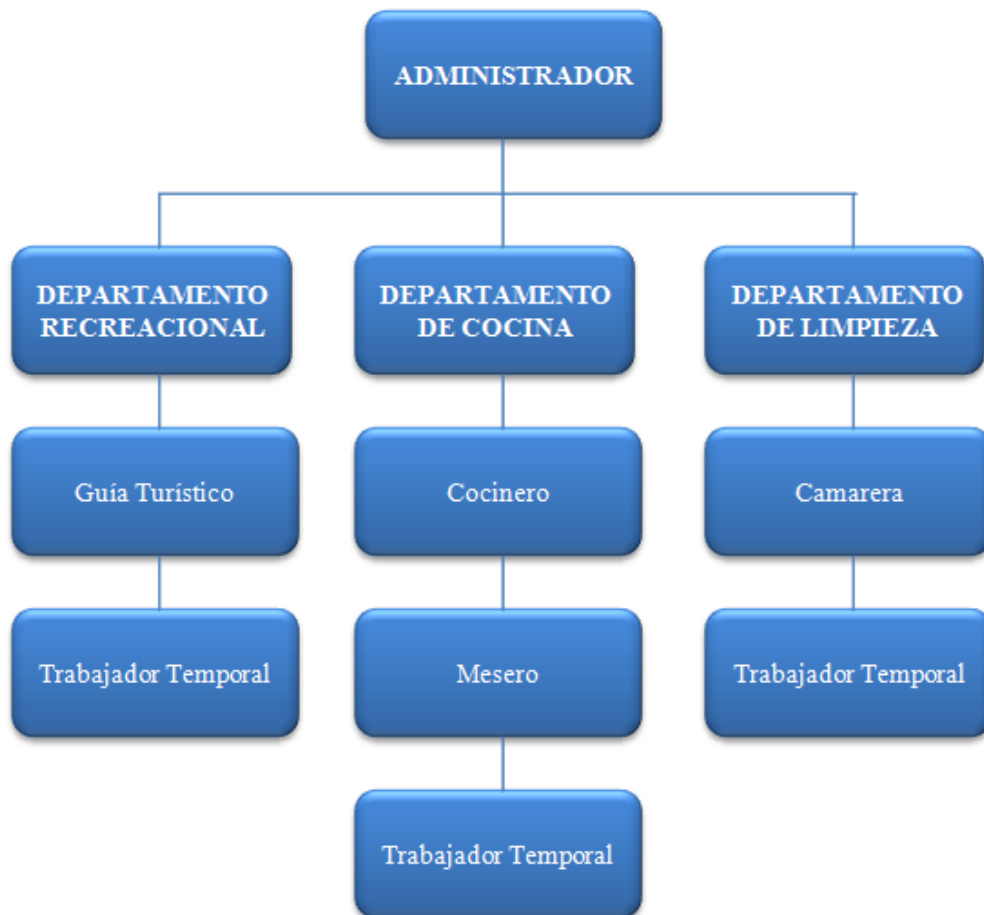 ADMINISTRADOR
DEPARTAMENTO
RECREACIONAL
DEPARTAMENTO
DE COCINA
DEPARTAMENTO
DE LIMPIEZA
Guía Turístico
Cocinero
Camarera
Trabajador Temporal
Mesero
Trabajador Temporal
Trabajador Temporal